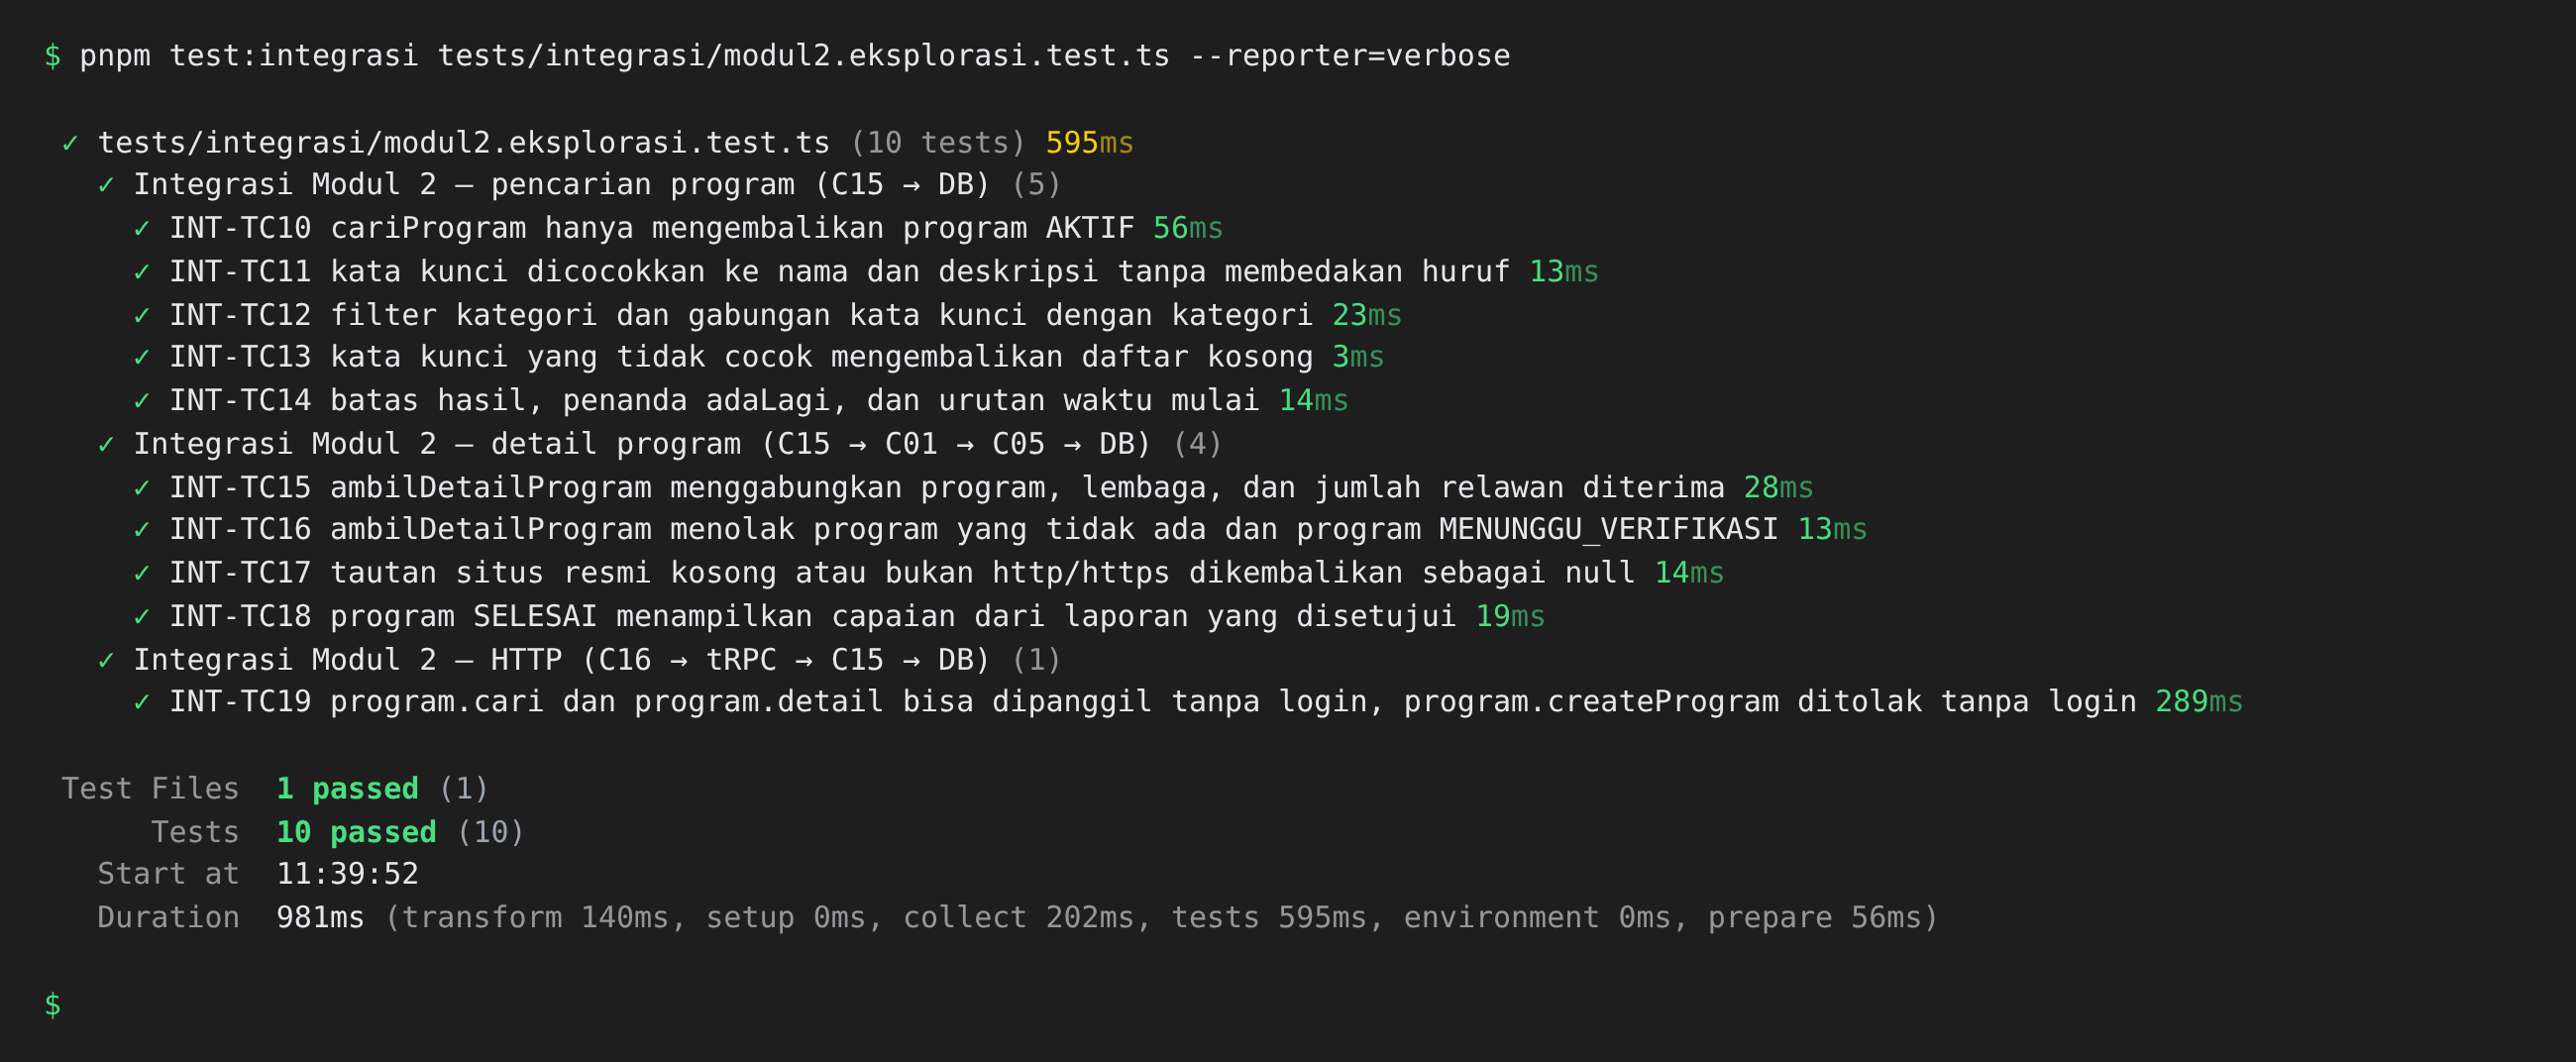 $ pnpm test:integrasi tests/integrasi/modul2.eksplorasi.test.ts --reporter=verbose
✓ tests/integrasi/modul2.eksplorasi.test.ts (10 tests) 595ms
✓ Integrasi Modul 2 — pencarian program (C15 → DB) (5)
✓ INT-TC10 cariProgram hanya mengembalikan program AKTIF 56ms
✓ INT-TC11 kata kunci dicocokkan ke nama dan deskripsi tanpa membedakan huruf 13ms
✓ INT-TC12 filter kategori dan gabungan kata kunci dengan kategori 23ms
✓ INT-TC13 kata kunci yang tidak cocok mengembalikan daftar kosong 3ms
✓ INT-TC14 batas hasil, penanda adaLagi, dan urutan waktu mulai 14ms
✓ Integrasi Modul 2 — detail program (C15 → C01 → C05 → DB) (4)
✓ INT-TC15 ambilDetailProgram menggabungkan program, lembaga, dan jumlah relawan diterima 28ms
✓ INT-TC16 ambilDetailProgram menolak program yang tidak ada dan program MENUNGGU_VERIFIKASI 13ms
✓ INT-TC17 tautan situs resmi kosong atau bukan http/https dikembalikan sebagai null 14ms
✓ INT-TC18 program SELESAI menampilkan capaian dari laporan yang disetujui 19ms
✓ Integrasi Modul 2 — HTTP (C16 → tRPC → C15 → DB) (1)
✓ INT-TC19 program.cari dan program.detail bisa dipanggil tanpa login, program.createProgram ditolak tanpa login 289ms
Test Files 1 passed (1)
Tests 10 passed (10)
Start at 11:39:52
Duration 981ms (transform 140ms, setup 0ms, collect 202ms, tests 595ms, environment 0ms, prepare 56ms)
$